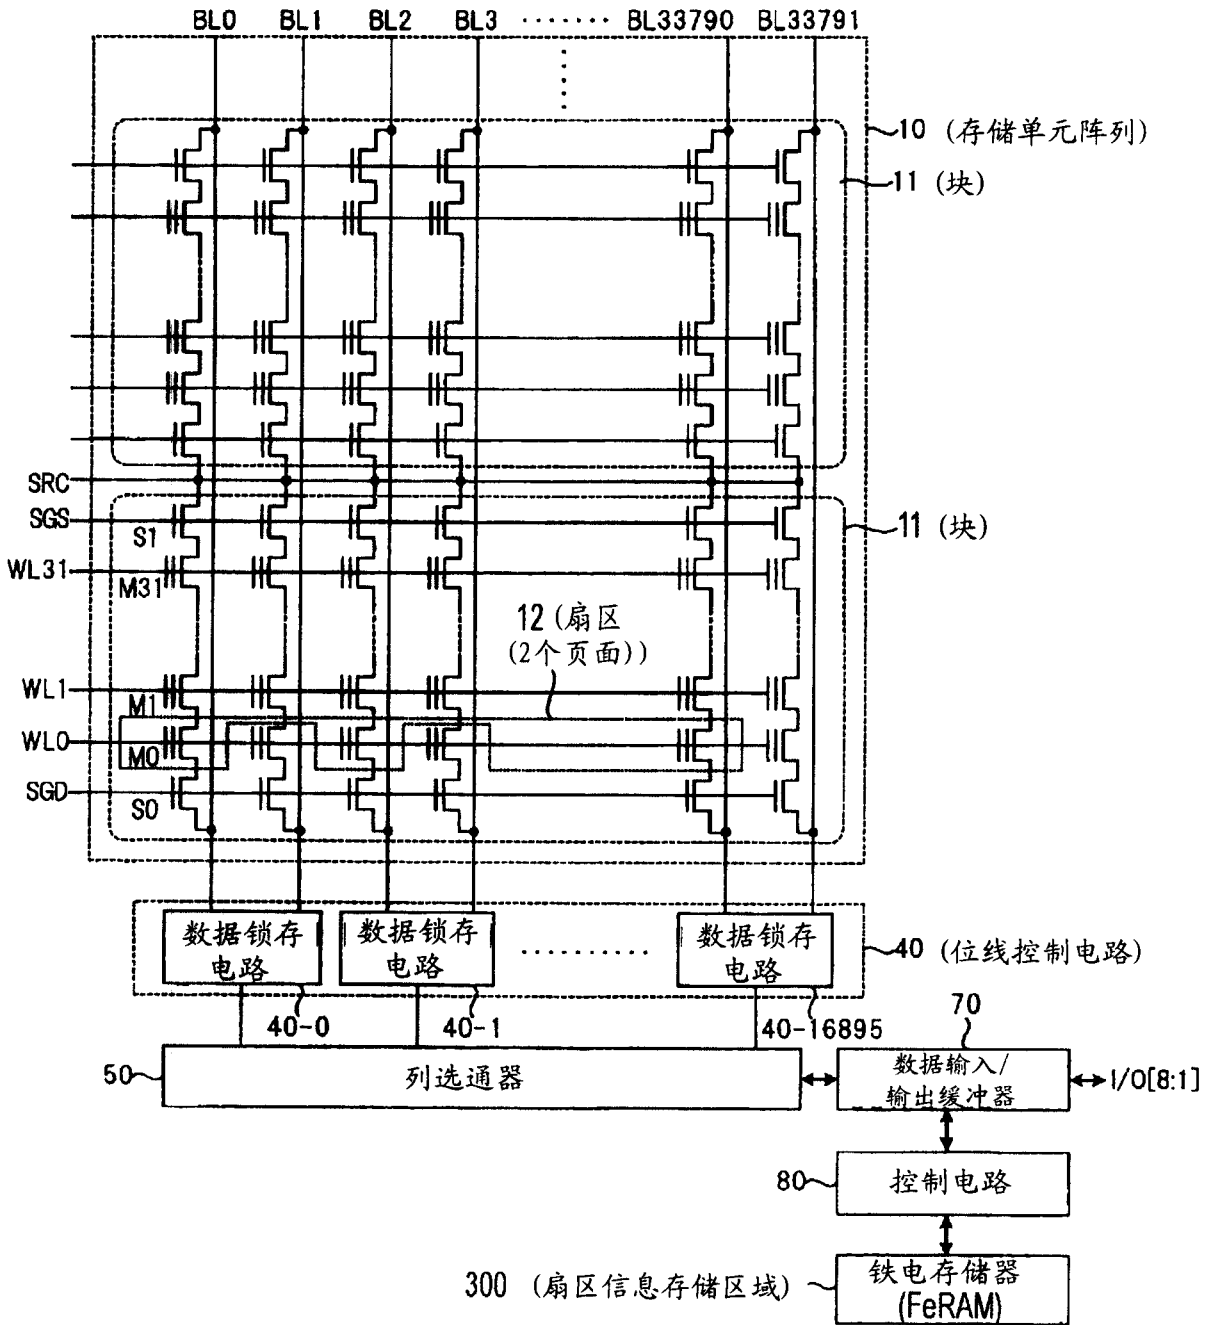 BL0 BL1 BL2 BL3 ········ BL33790 BL33791
10 (存储单元阵列)
11 (块)
SRC
SGS
S1
11 (块)
WL31
M31
12 (扇区
(2个页面))
WL1
M1
WL0
M0
SGD
S0
数据锁存
电路
数据锁存
电路
数据锁存
电路
40 (位线控制电路)
40-0
40-1
40-16895
70
50
列选通器
数据输入/
输出缓冲器
I/O[8:1]
80
控制电路
300 (扇区信息存储区域)
铁电存储器
(FeRAM)